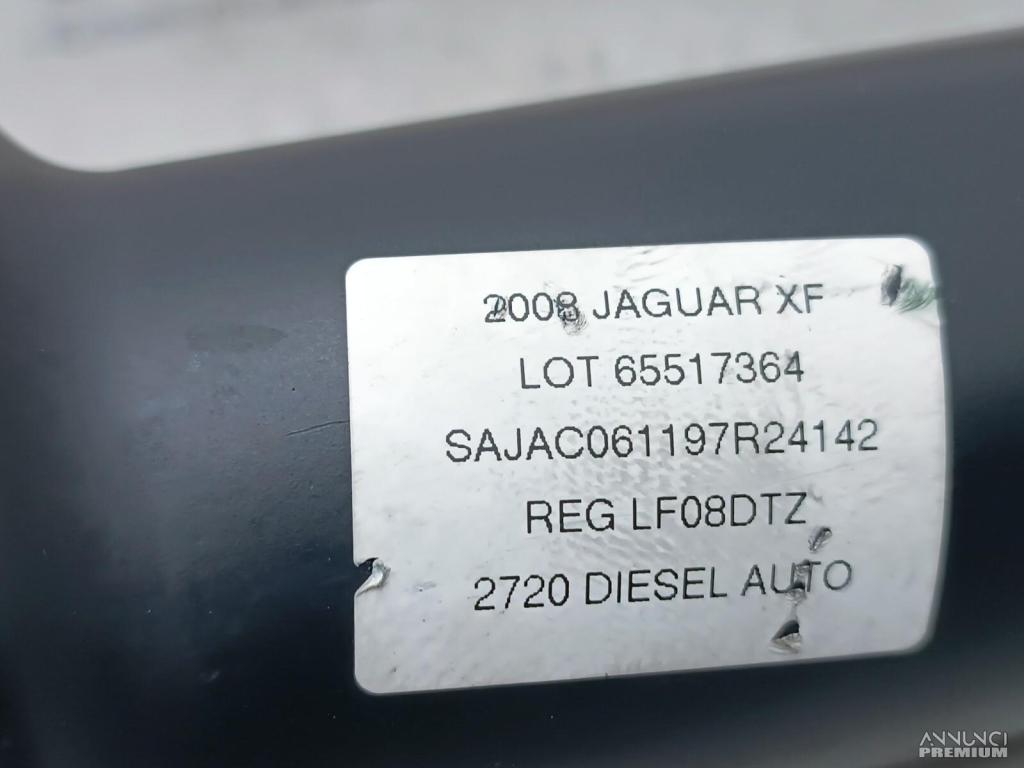 2008 JAGUAR XF
LOT 65517364
SAJAC061197R24142
REG LF08DTZ
2720 DIESEL AUTO
ANNUNCI
PREMIUM